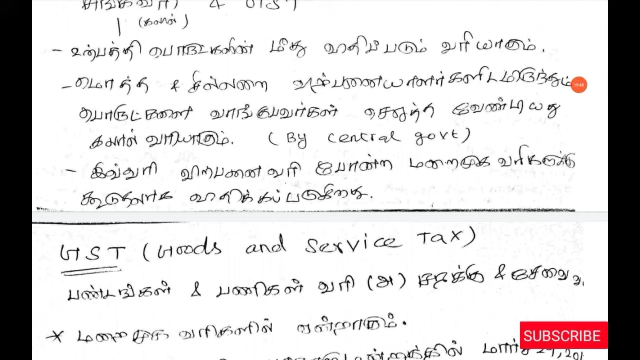 சுங்கவரி & GST
(கலால்)
- உற்பத்தி பொருட்களின் மீது விதிக்கப்படும் வரியாகும்.
- மொத்த & சில்லறை விற்பனையாளர்களிடமிருந்தும்
பொருட்களை வாங்குபவர்கள் செலுத்த வேண்டியது
கலால் வரியாகும். (By central govt)
- இவ்வரி விற்பனை வரி போன்ற மறைமுக வரிகளுக்கு
கூடுதலாக விதிக்கப்படுகிறது.
GST (Goods and Service Tax)
பண்டங்கள் & பணிகள் வரி (அ) சரக்கு & சேவை
* மறைமுக வரிகளில் ஒன்றாகும்.
மார்ச் 29, 201
SUBSCRIBE